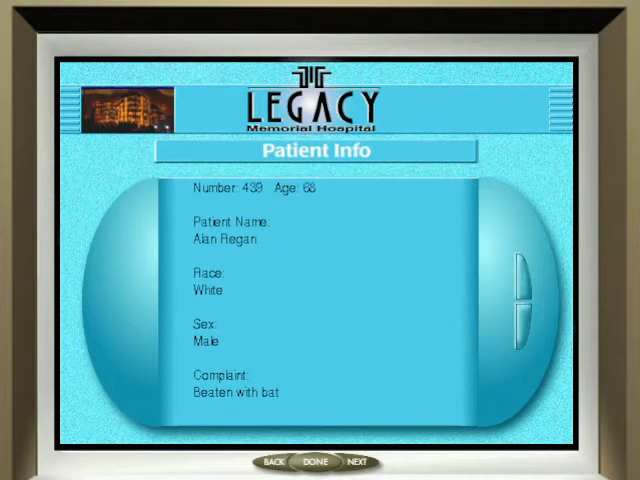 LEGACY
Memorial Hospital
Patient Info
Number: 439 Age: 68
Patient Name:
Alan Regan
Race:
White
Sex:
Male
Complaint:
Beaten with bat
BACK DONE NEXT